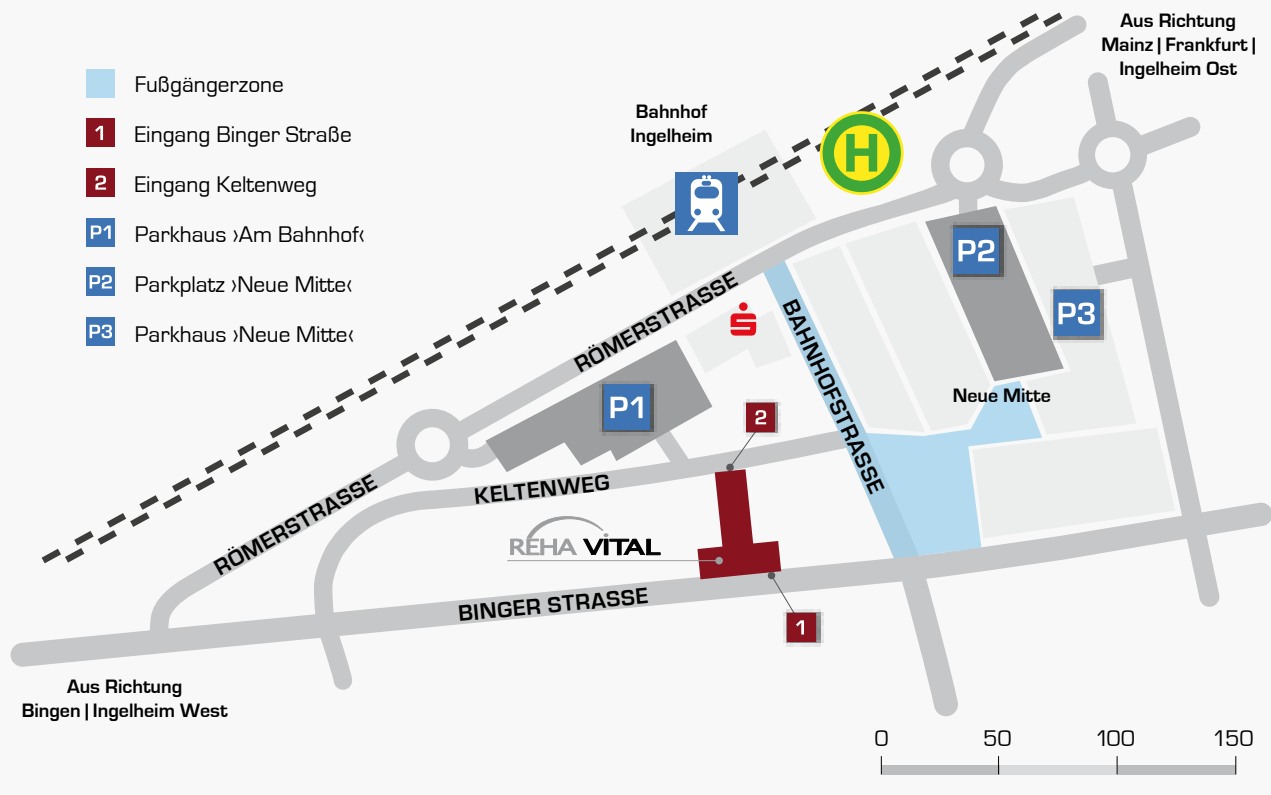 Aus Richtung
Mainz | Frankfurt |
Ingelheim Ost
Fußgängerzone
1 Eingang Binger Straße
2 Eingang Keltenweg
P1 Parkhaus ›Am Bahnhof‹
P2 Parkplatz ›Neue Mitte‹
P3 Parkhaus ›Neue Mitte‹
Bahnhof
Ingelheim
H
P2
P3
RÖMERSTRASSE
BAHNHOFSTRASSE
Neue Mitte
P1
2
RÖMERSTRASSE
KELTENWEG
REHA VITAL
BINGER STRASSE
1
Aus Richtung
Bingen | Ingelheim West
0 50 100 150